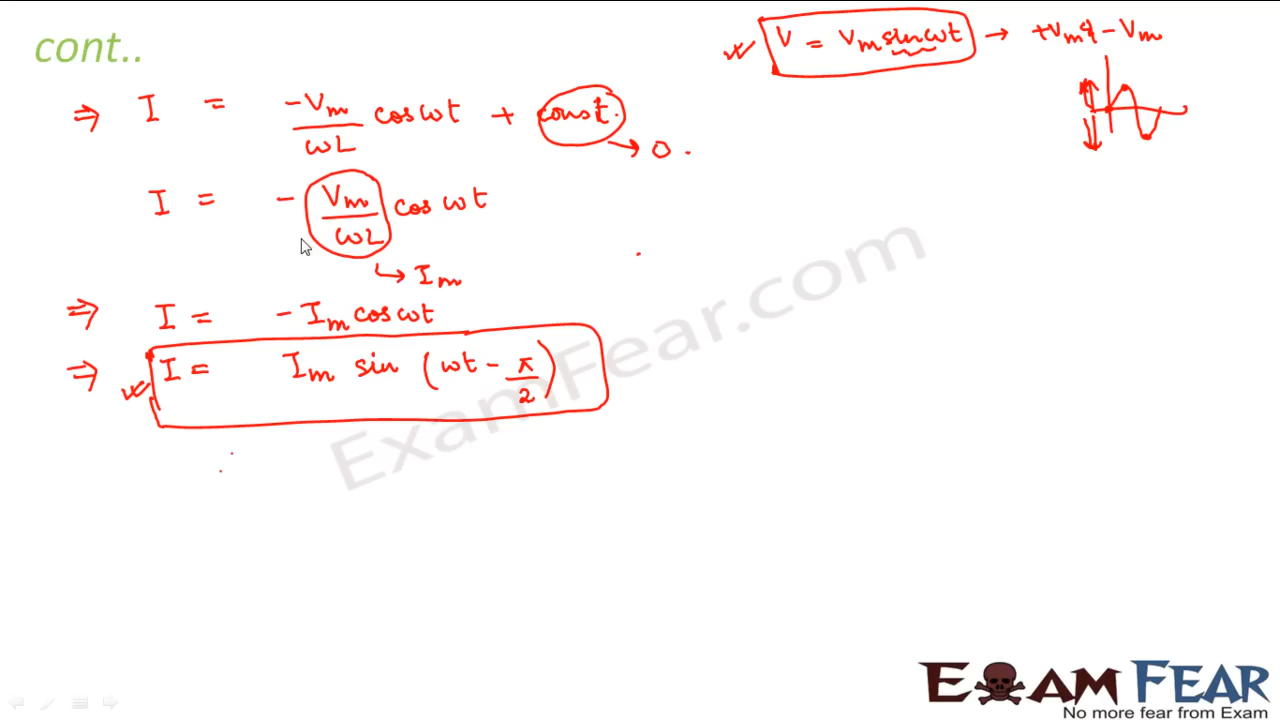 cont..
V = Vm sin ωt → +Vm & -Vm
⇒ I = -Vm/ωL cos ωt + const. → 0.
I = - Vm/ωL cos ωt
↳ Im
⇒ I = - Im cos ωt
⇒ I = Im sin (ωt - π/2)
ExamFear.com
EXAM FEAR
No more fear from Exam